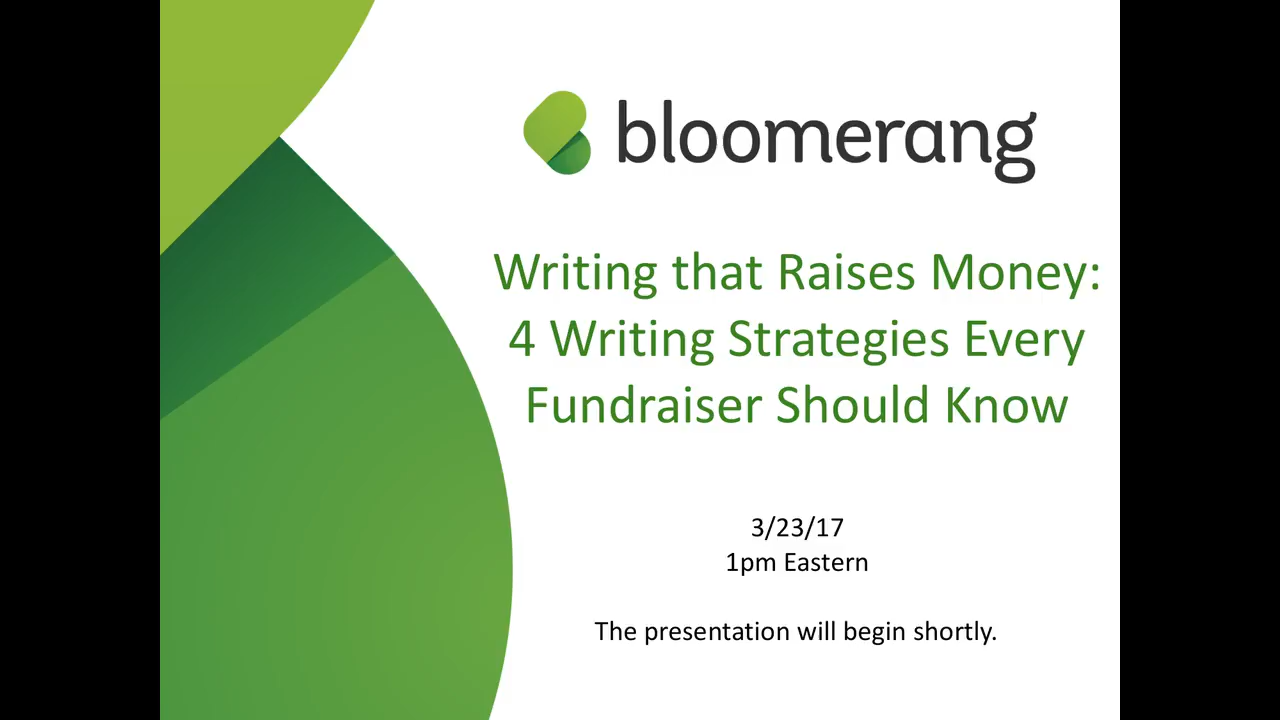 bloomerang
Writing that Raises Money:
4 Writing Strategies Every
Fundraiser Should Know
3/23/17
1pm Eastern
The presentation will begin shortly.